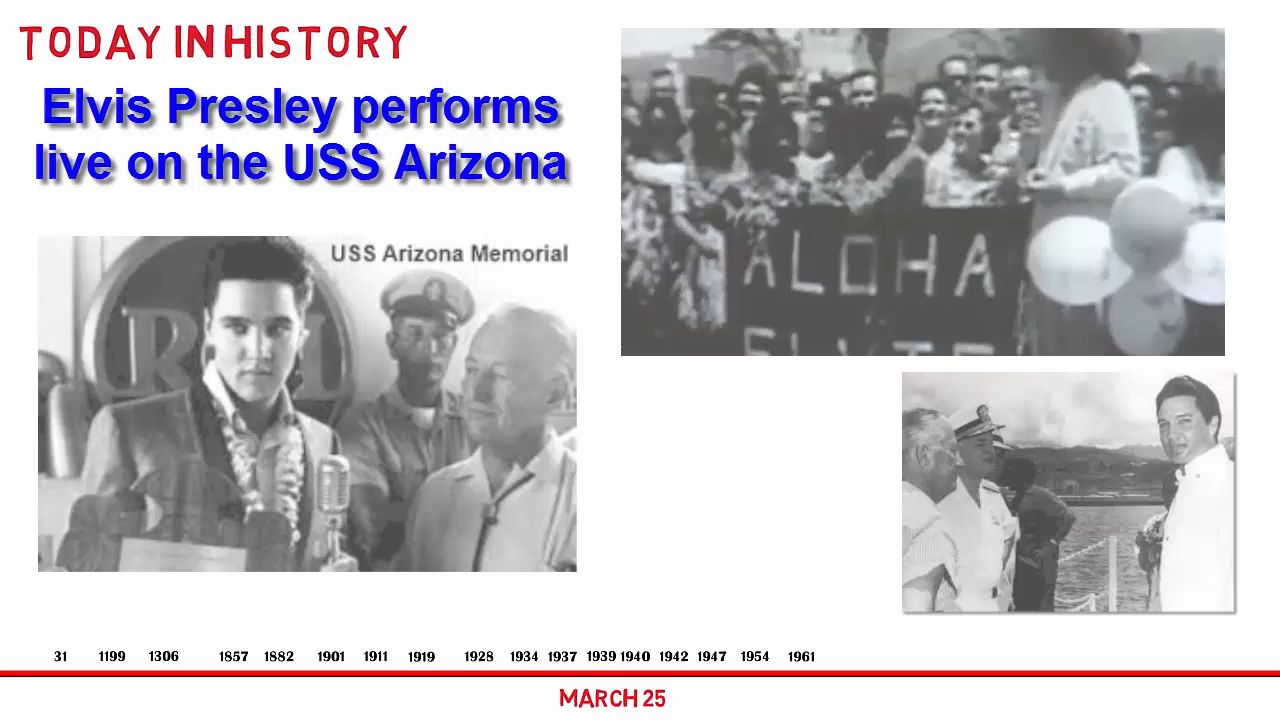 TODAY IN HISTORY
Elvis Presley performs
live on the USS Arizona
USS Arizona Memorial
ALOHA
ELVIS
31 1199 1306 1857 1882 1901 1911 1919 1928 1934 1937 1939 1940 1942 1947 1954 1961
MARCH 25